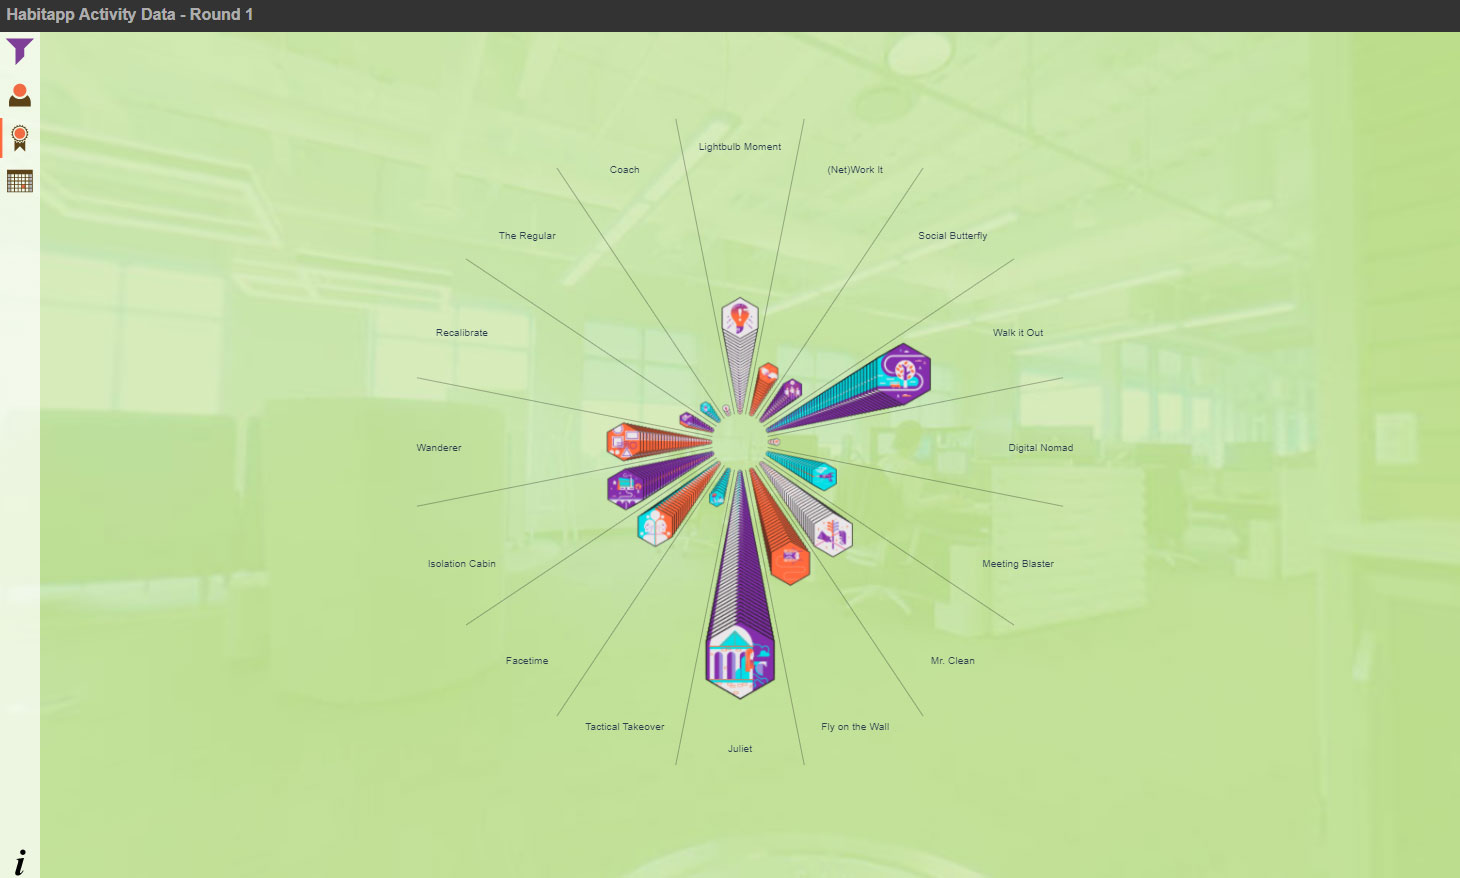 Habitapp Activity Data - Round 1
Lightbulb Moment
Coach
(Net)Work It
The Regular
Social Butterfly
Recalibrate
Walk it Out
Wanderer
Digital Nomad
Isolation Cabin
Meeting Blaster
Facetime
Mr. Clean
Tactical Takeover
Fly on the Wall
Juliet
i